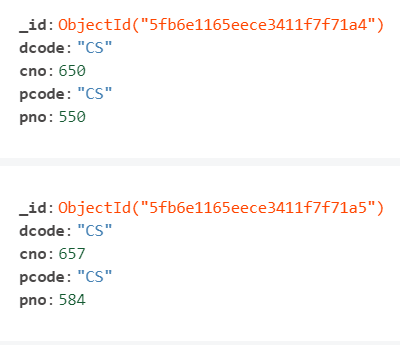 _id: ObjectId("5fb6e1165eece3411f7f71a4")
dcode: "CS"
cno: 650
pcode: "CS"
pno: 550
_id: ObjectId("5fb6e1165eece3411f7f71a5")
dcode: "CS"
cno: 657
pcode: "CS"
pno: 584